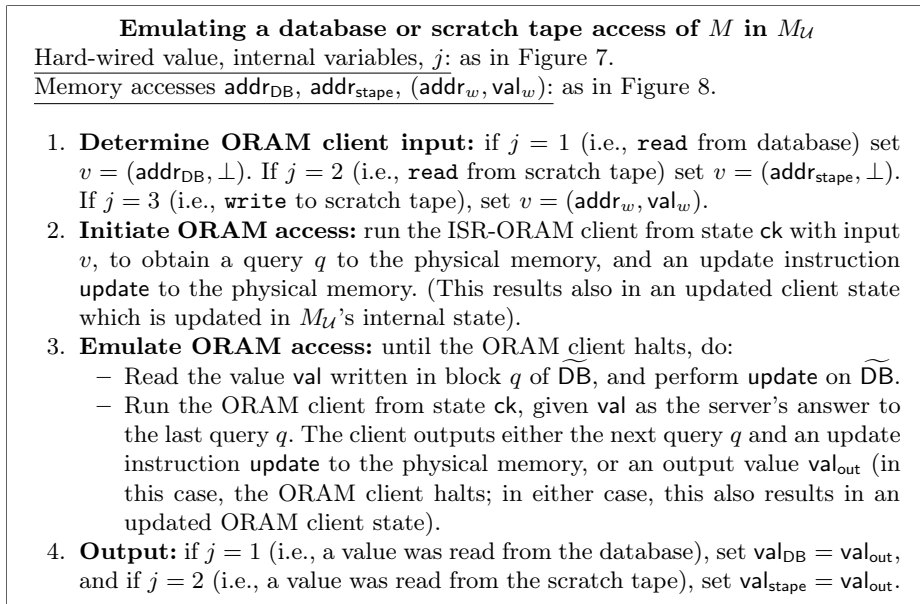 Emulating a database or scratch tape access of M in M𝒰
Hard-wired value, internal variables, j: as in Figure 7.
Memory accesses addr_DB, addr_stape, (addr_w, val_w): as in Figure 8.
1. Determine ORAM client input: if j = 1 (i.e., read from database) set
v = (addr_DB, ⊥). If j = 2 (i.e., read from scratch tape) set v = (addr_stape, ⊥).
If j = 3 (i.e., write to scratch tape), set v = (addr_w, val_w).
2. Initiate ORAM access: run the ISR-ORAM client from state ck with input
v, to obtain a query q to the physical memory, and an update instruction
update to the physical memory. (This results also in an updated client state
which is updated in M𝒰's internal state).
3. Emulate ORAM access: until the ORAM client halts, do:
– Read the value val written in block q of D͠B, and perform update on D͠B.
– Run the ORAM client from state ck, given val as the server's answer to
the last query q. The client outputs either the next query q and an update
instruction update to the physical memory, or an output value val_out (in
this case, the ORAM client halts; in either case, this also results in an
updated ORAM client state).
4. Output: if j = 1 (i.e., a value was read from the database), set val_DB = val_out,
and if j = 2 (i.e., a value was read from the scratch tape), set val_stape = val_out.